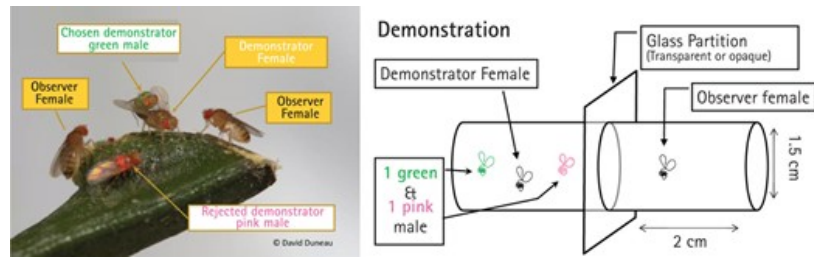 Chosen demonstrator
green male
Demonstrator
Female
Observer
Female
Observer
Female
Rejected demonstrator
pink male
© David Duneau
Demonstration
Glass Partition
(Transparent or opaque)
Demonstrator Female
Observer female
1 green
&
1 pink
male
1.5 cm
2 cm